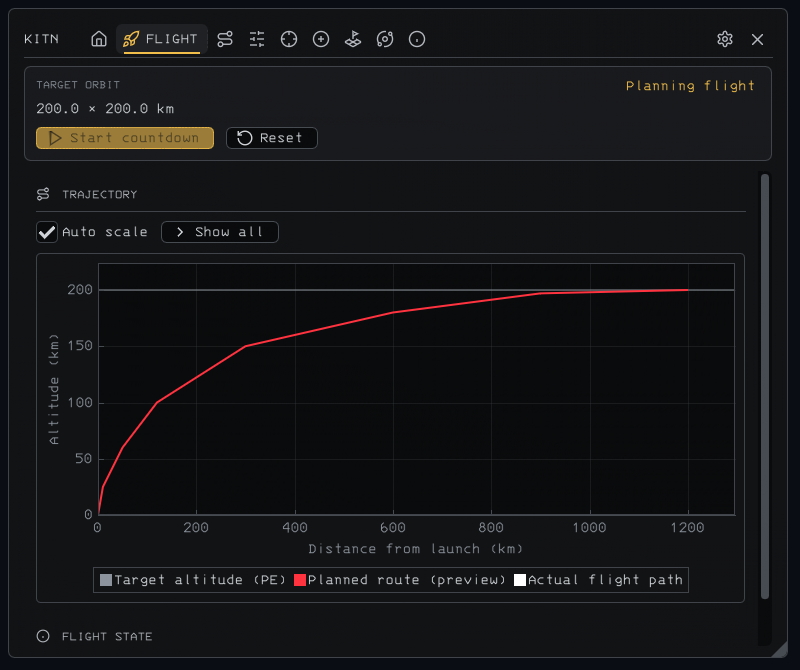 KITN FLIGHT
TARGET ORBIT
Planning flight
200.0 × 200.0 km
Start countdown Reset
TRAJECTORY
Auto scale Show all
200
150
100
50
0
Altitude (km)
0 200 400 600 800 1000 1200
Distance from launch (km)
Target altitude (PE) Planned route (preview) Actual flight path
FLIGHT STATE